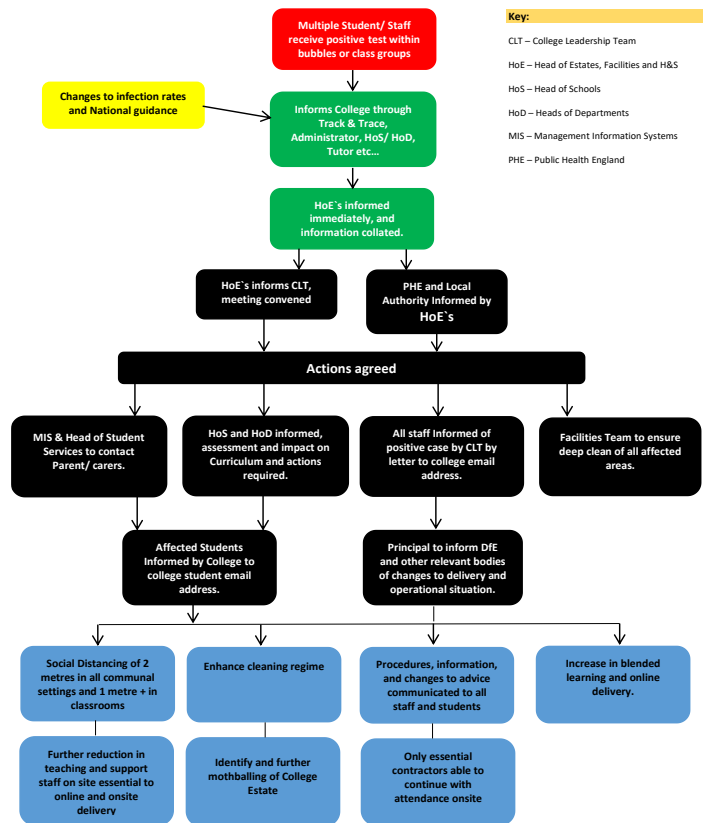 Multiple Student/ Staff
receive positive test within
bubbles or class groups
Key:
CLT – College Leadership Team
HoE – Head of Estates, Facilities and H&S
HoS – Head of Schools
HoD – Heads of Departments
MIS – Management Information Systems
PHE – Public Health England
Changes to infection rates
and National guidance
Informs College through
Track & Trace,
Administrator, HoS/ HoD,
Tutor etc…
HoE`s informed
immediately, and
information collated.
HoE`s informs CLT,
meeting convened
PHE and Local
Authority Informed by
HoE`s
Actions agreed
MIS & Head of Student
Services to contact
Parent/ carers.
HoS and HoD informed,
assessment and impact on
Curriculum and actions
required.
All staff Informed of
positive case by CLT by
letter to college email
address.
Facilities Team to ensure
deep clean of all affected
areas.
Affected Students
Informed by College to
college student email
address.
Principal to inform DfE
and other relevant bodies
of changes to delivery and
operational situation.
Social Distancing of 2
metres in all communal
settings and 1 metre + in
classrooms
Enhance cleaning regime
Procedures, information,
and changes to advice
communicated to all
staff and students
Increase in blended
learning and online
delivery.
Further reduction in
teaching and support
staff on site essential to
online and onsite
delivery
Identify and further
mothballing of College
Estate
Only essential
contractors able to
continue with
attendance onsite